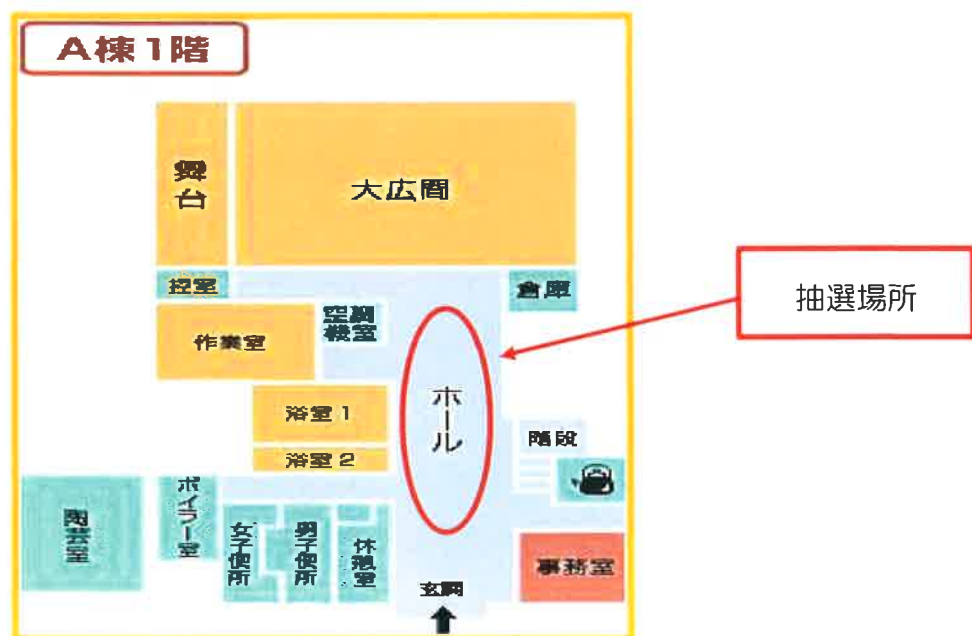 A棟1階
舞台
大広間
控室
倉庫
抽選場所
空調
機室
作業室
ホール
浴室1
階段
浴室2
陶芸室
ボイラー室
女子便所
男子便所
休憩室
事務室
玄関